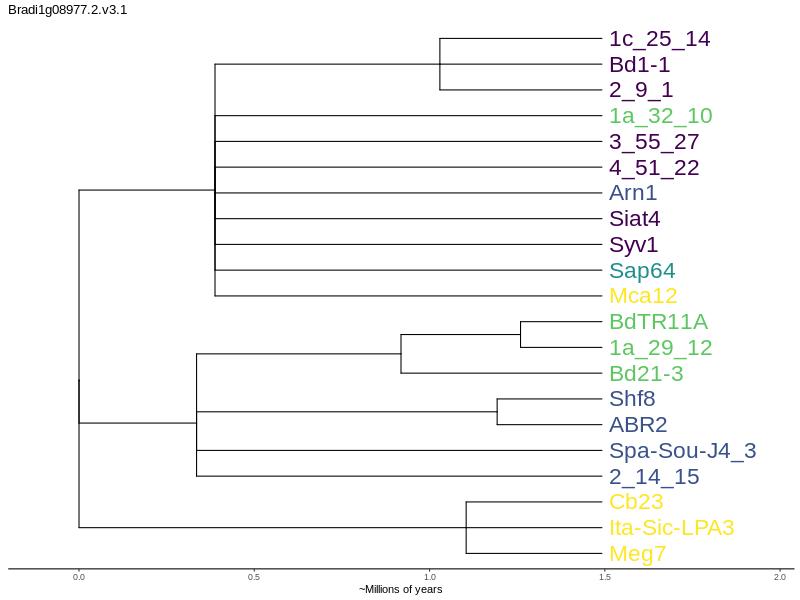 Bradi1g08977.2.v3.1
1c_25_14
Bd1-1
2_9_1
1a_32_10
3_55_27
4_51_22
Arn1
Siat4
Syv1
Sap64
Mca12
BdTR11A
1a_29_12
Bd21-3
Shf8
ABR2
Spa-Sou-J4_3
2_14_15
Cb23
Ita-Sic-LPA3
Meg7
0.0 0.5 1.0 1.5 2.0
~Millions of years